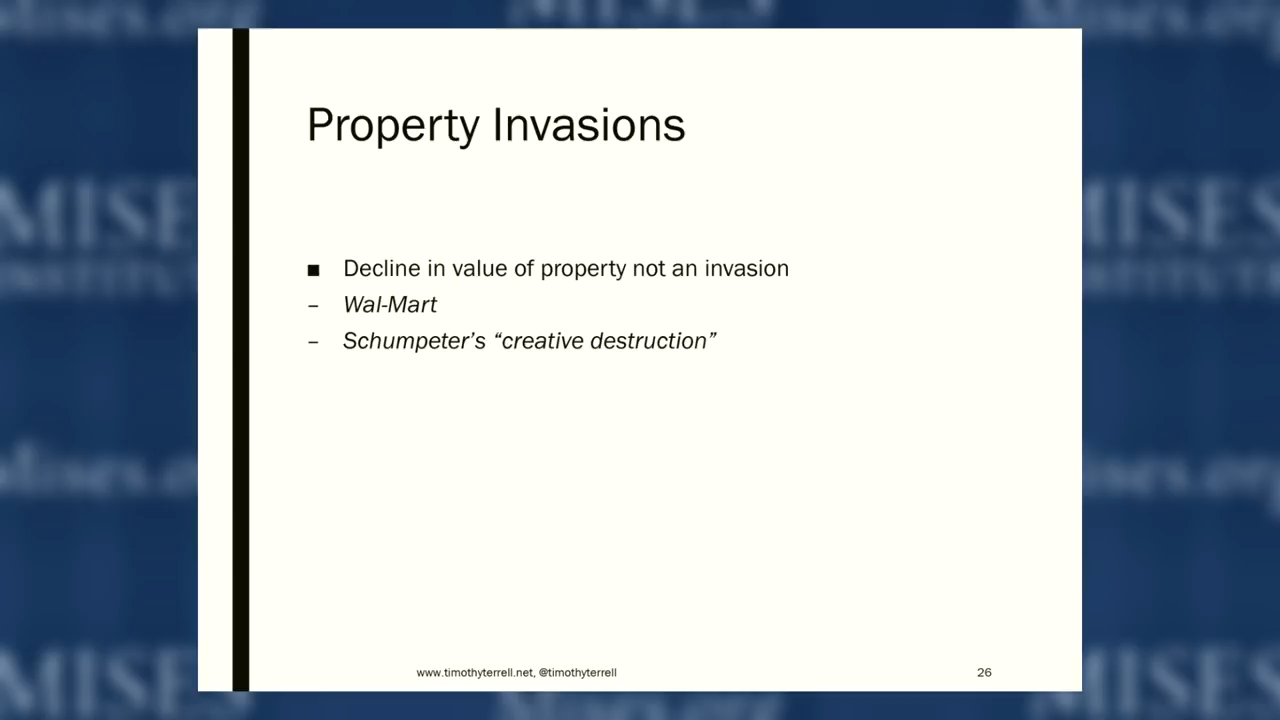 Property Invasions
■ Decline in value of property not an invasion
– Wal-Mart
– Schumpeter’s “creative destruction”
www.timothyterrell.net, @timothyterrell 26